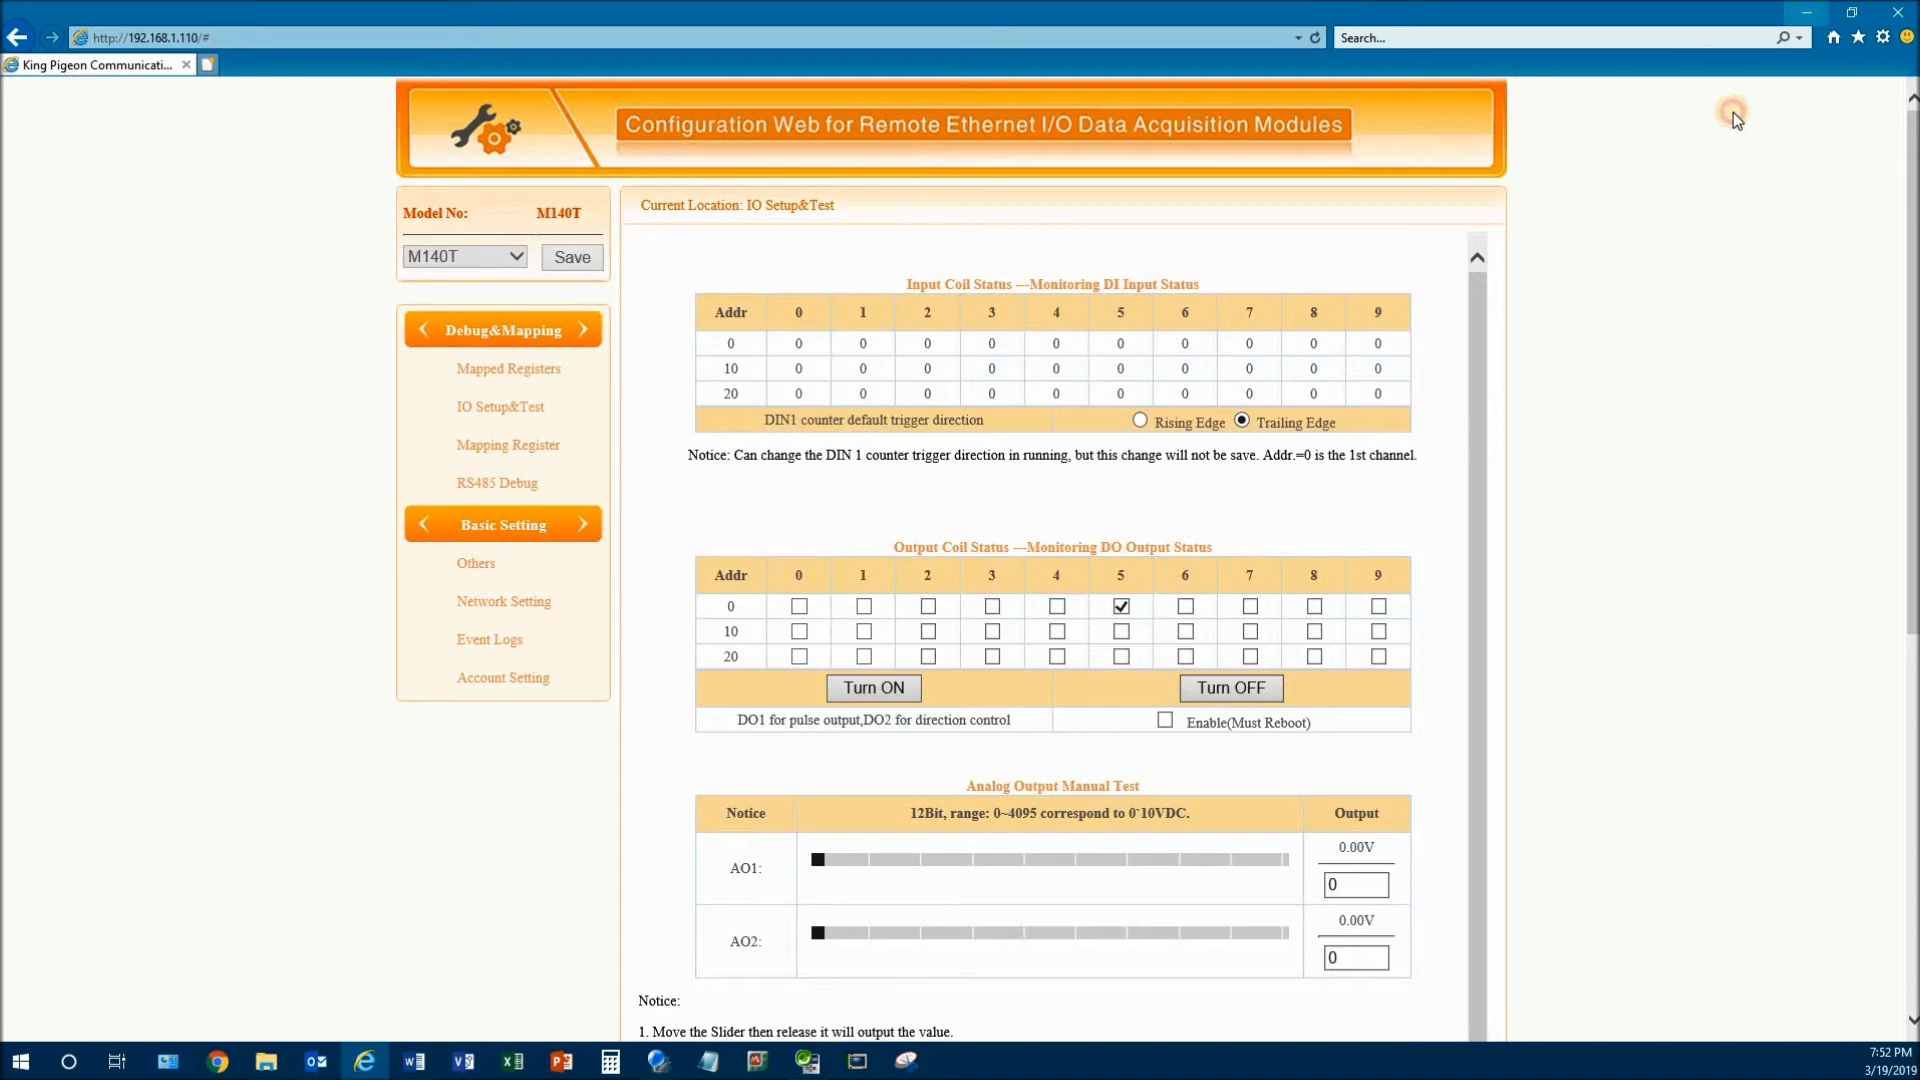 http://192.168.1.110/#
Search...
King Pigeon Communicati...
Configuration Web for Remote Ethernet I/O Data Acquisition Modules
Model No: M140T
M140T Save
Debug&Mapping
Mapped Registers
IO Setup&Test
Mapping Register
RS485 Debug
Basic Setting
Others
Network Setting
Event Logs
Account Setting
Current Location: IO Setup&Test
Input Coil Status ---Monitoring DI Input Status
Addr 0 1 2 3 4 5 6 7 8 9
0 0 0 0 0 0 0 0 0 0 0
10 0 0 0 0 0 0 0 0 0 0
20 0 0 0 0 0 0 0 0 0 0
DIN1 counter default trigger direction Rising Edge Trailing Edge
Notice: Can change the DIN 1 counter trigger direction in running, but this change will not be save. Addr.=0 is the 1st channel.
Output Coil Status ---Monitoring DO Output Status
Addr 0 1 2 3 4 5 6 7 8 9
0
10
20
Turn ON Turn OFF
DO1 for pulse output,DO2 for direction control Enable(Must Reboot)
Analog Output Manual Test
Notice 12Bit, range: 0~4095 correspond to 0`10VDC. Output
AO1: 0.00V
0
AO2: 0.00V
0
Notice:
1. Move the Slider then release it will output the value.
7:52 PM
3/19/2019